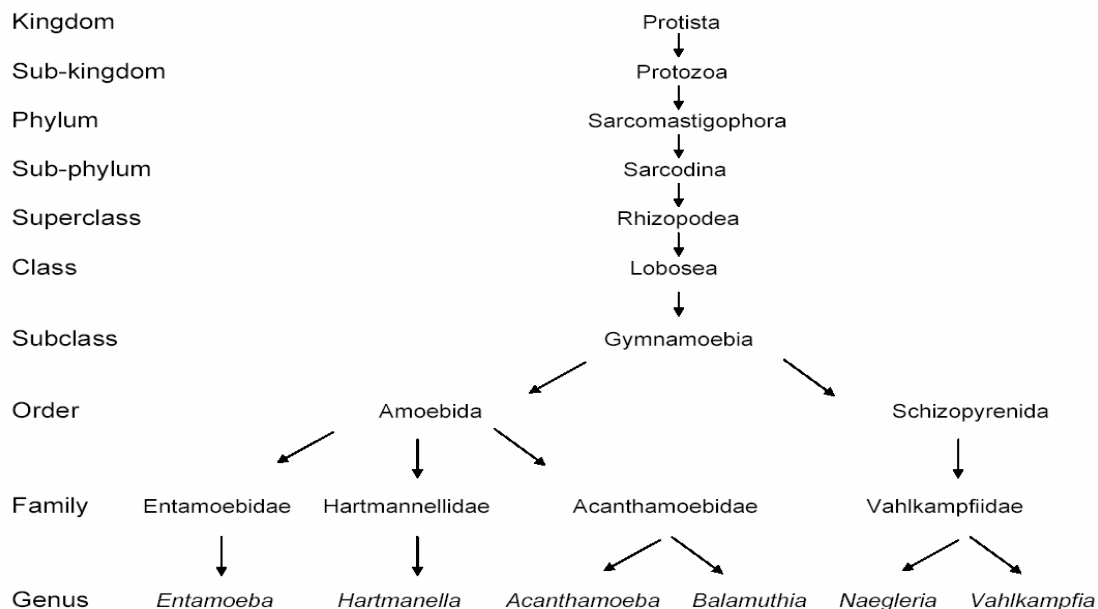 Kingdom Protista
Sub-kingdom Protozoa
Phylum Sarcomastigophora
Sub-phylum Sarcodina
Superclass Rhizopodea
Class Lobosea
Subclass Gymnamoebia
Order Amoebida Schizopyrenida
Family Entamoebidae Hartmannellidae Acanthamoebidae Vahlkampfiidae
Genus Entamoeba Hartmanella Acanthamoeba Balamuthia Naegleria Vahlkampfia